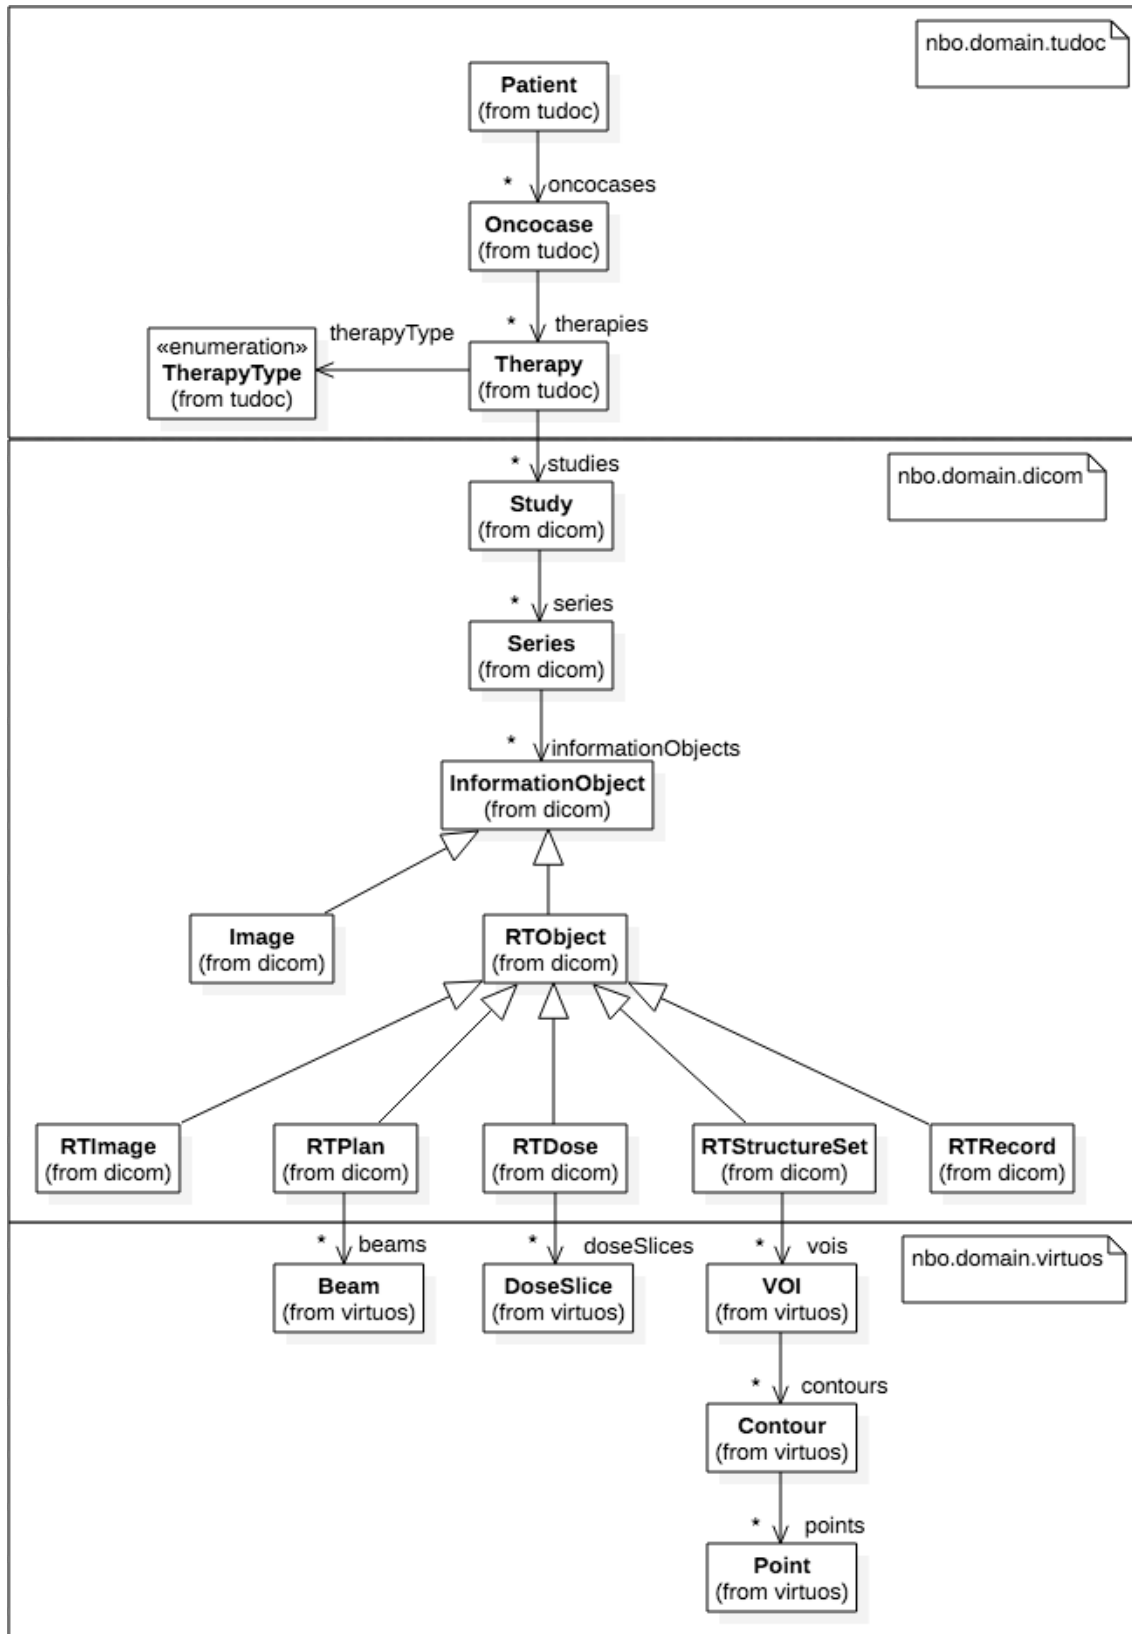 nbo.domain.tudoc
Patient
(from tudoc)
* oncocases
Oncocase
(from tudoc)
* therapies
therapyType
«enumeration»
TherapyType
(from tudoc)
Therapy
(from tudoc)
nbo.domain.dicom
* studies
Study
(from dicom)
* series
Series
(from dicom)
* informationObjects
InformationObject
(from dicom)
Image
(from dicom)
RTObject
(from dicom)
RTImage
(from dicom)
RTPlan
(from dicom)
RTDose
(from dicom)
RTStructureSet
(from dicom)
RTRecord
(from dicom)
nbo.domain.virtuos
* beams
Beam
(from virtuos)
* doseSlices
DoseSlice
(from virtuos)
* vois
VOI
(from virtuos)
* contours
Contour
(from virtuos)
* points
Point
(from virtuos)